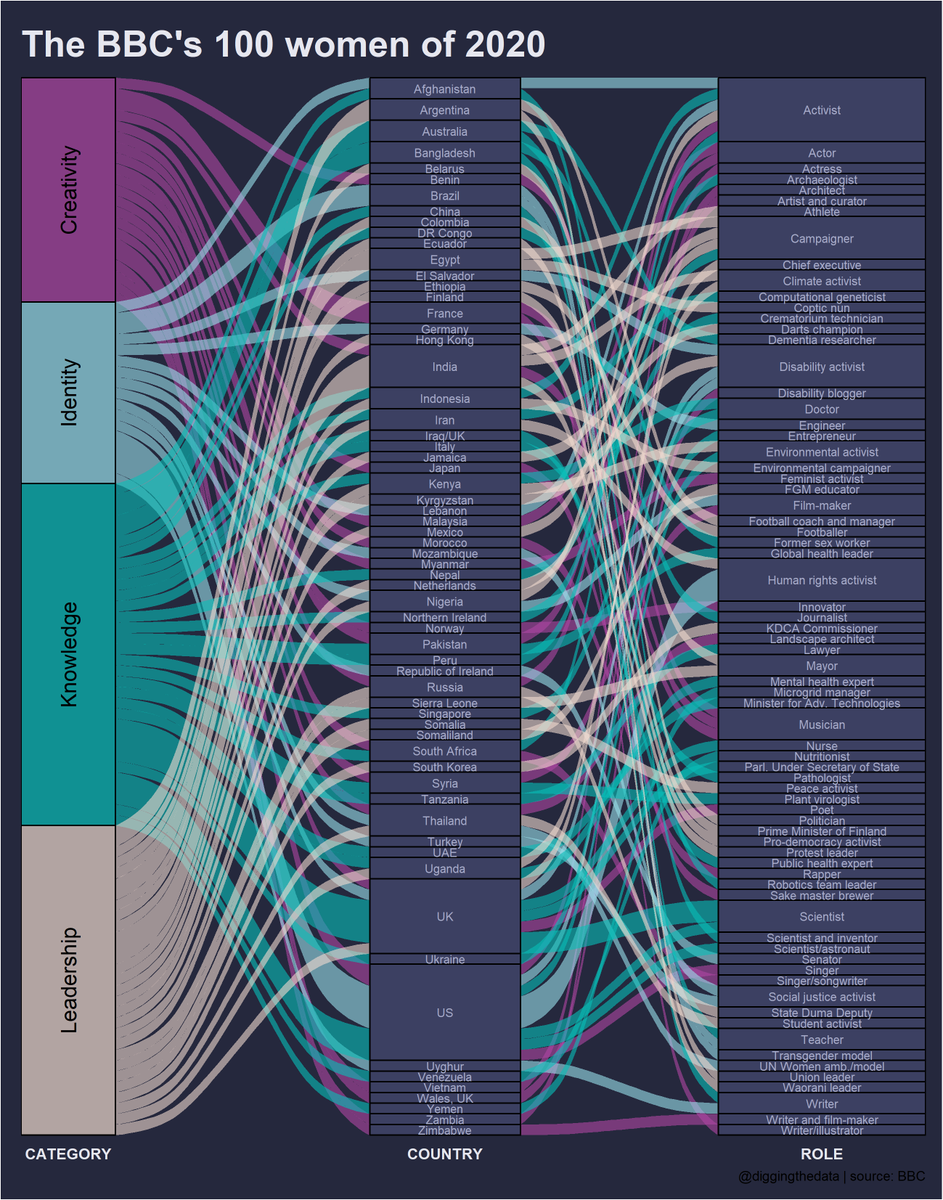 The BBC's 100 women of 2020
Creativity
Identity
Knowledge
Leadership
Afghanistan
Argentina
Australia
Bangladesh
Belarus
Benin
Brazil
China
Colombia
DR Congo
Ecuador
Egypt
El Salvador
Ethiopia
Finland
France
Germany
Hong Kong
India
Indonesia
Iran
Iraq/UK
Italy
Jamaica
Japan
Kenya
Kyrgyzstan
Lebanon
Malaysia
Mexico
Morocco
Mozambique
Myanmar
Nepal
Netherlands
Nigeria
Northern Ireland
Norway
Pakistan
Peru
Republic of Ireland
Russia
Sierra Leone
Singapore
Somalia
Somaliland
South Africa
South Korea
Syria
Tanzania
Thailand
Turkey
UAE
Uganda
UK
Ukraine
US
Uyghur
Venezuela
Vietnam
Wales, UK
Yemen
Zambia
Zimbabwe
Activist
Actor
Actress
Archaeologist
Architect
Artist and curator
Athlete
Campaigner
Chief executive
Climate activist
Computational geneticist
Coptic nun
Crematorium technician
Darts champion
Dementia researcher
Disability activist
Disability blogger
Doctor
Engineer
Entrepreneur
Environmental activist
Environmental campaigner
Feminist activist
FGM educator
Film-maker
Football coach and manager
Footballer
Former sex worker
Global health leader
Human rights activist
Innovator
Journalist
KDCA Commissioner
Landscape architect
Lawyer
Mayor
Mental health expert
Microgrid manager
Minister for Adv. Technologies
Musician
Nurse
Nutritionist
Parl. Under Secretary of State
Pathologist
Peace activist
Plant virologist
Poet
Politician
Prime Minister of Finland
Pro-democracy activist
Protest leader
Public health expert
Rapper
Robotics team leader
Sake master brewer
Scientist
Scientist and inventor
Scientist/astronaut
Senator
Singer
Singer/songwriter
Social justice activist
State Duma Deputy
Student activist
Teacher
Transgender model
UN Women amb./model
Union leader
Waorani leader
Writer
Writer and film-maker
Writer/illustrator
CATEGORY
COUNTRY
ROLE
@diggingthedata | source: BBC